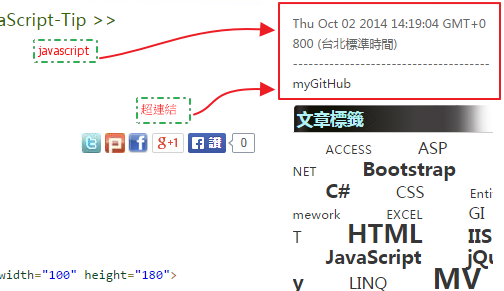 aScript-Tip >>
javascript
超連結
g+1
讚
0
width="100" height="180">
Thu Oct 02 2014 14:19:04 GMT+0
800 (台北標準時間)
----------------------------------------
myGitHub
文章標籤
ACCESS ASP
NET Bootstrap
C# CSS Enti
mework EXCEL GI
T HTML IIS
JavaScript jQu
y LINQ MV